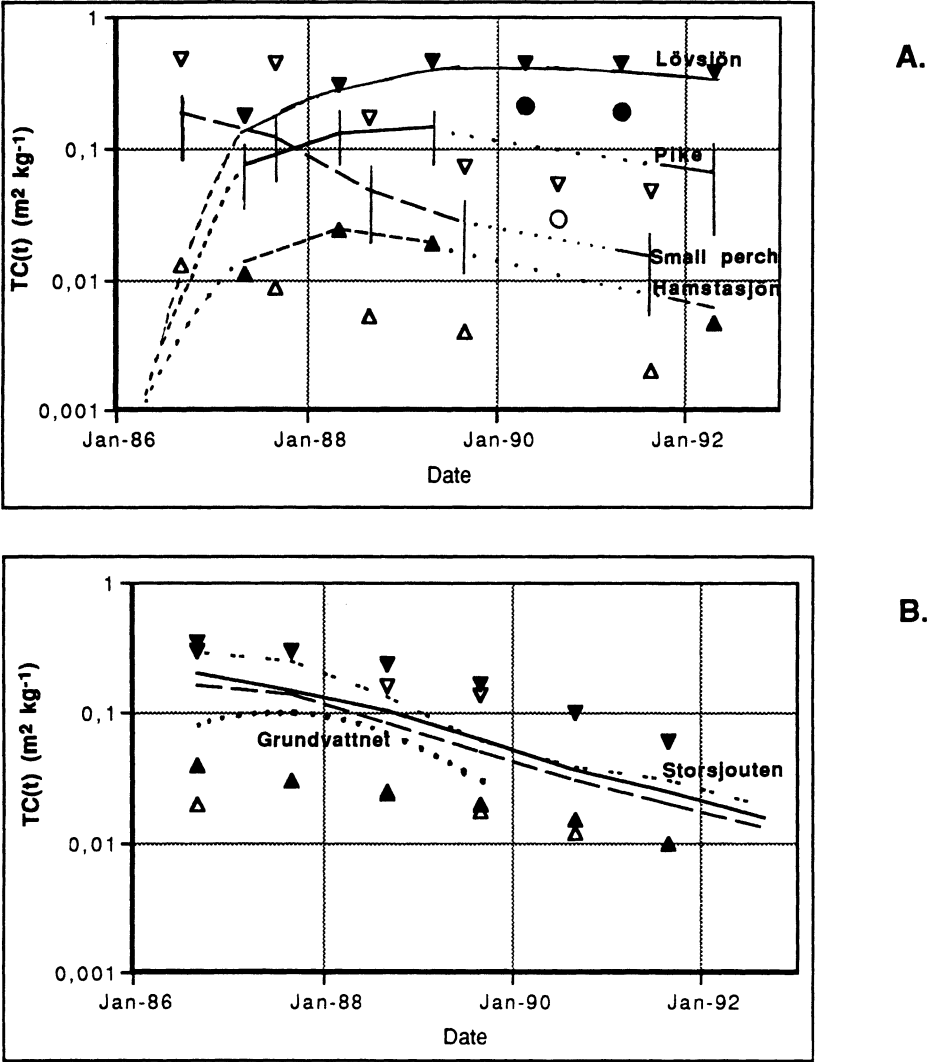 1
A.
Lövsjön
0,1
Pike
TC(t) (m² kg⁻¹)
Small perch
0,01
Hamstasjön
0,001
Jan-86 Jan-88 Jan-90 Jan-92
Date
1
B.
0,1
Grundvattnet
TC(t) (m² kg⁻¹)
Storsjouten
0,01
0,001
Jan-86 Jan-88 Jan-90 Jan-92
Date